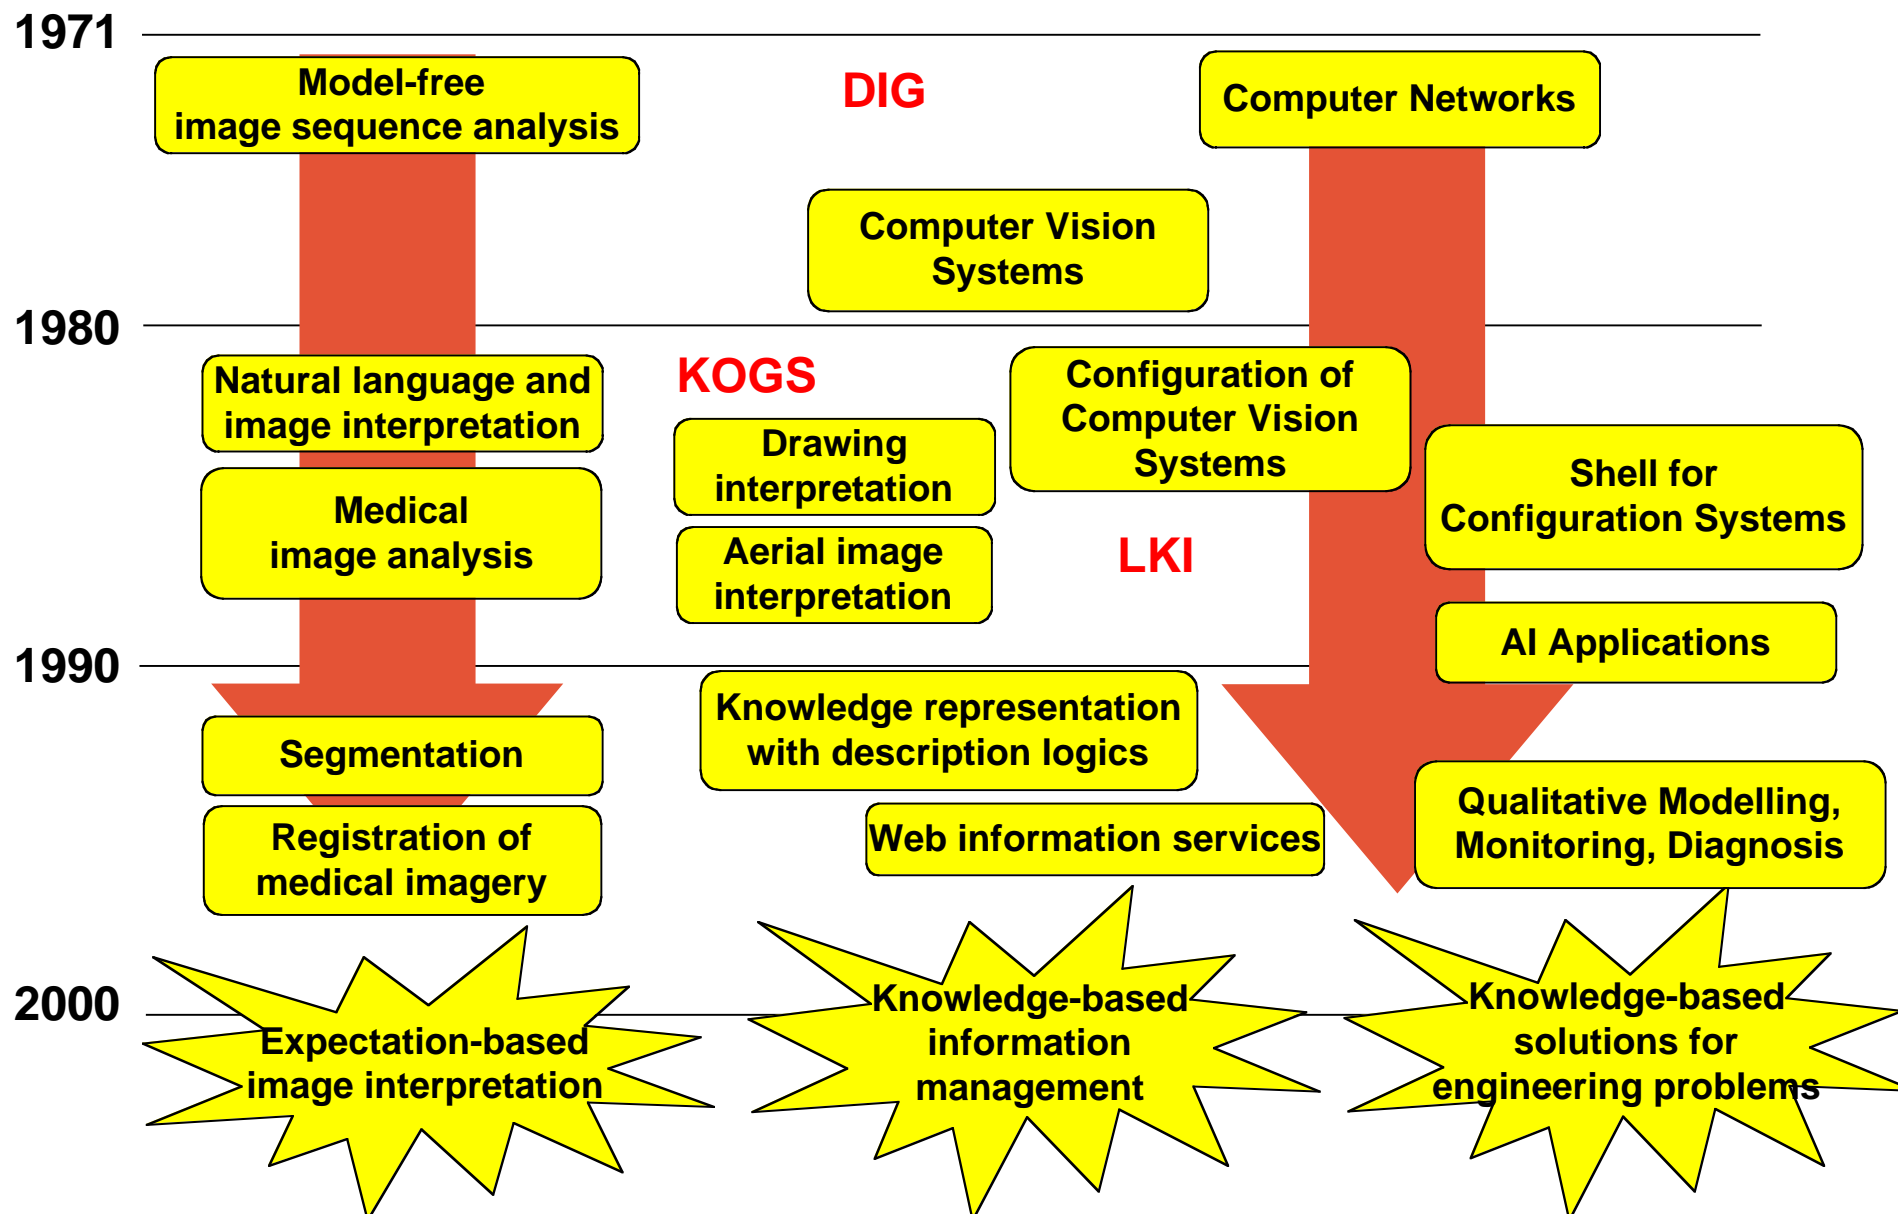 1971
Model-free
image sequence analysis
DIG
Computer Networks
Computer Vision
Systems
1980
Natural language and
image interpretation
KOGS
Configuration of
Computer Vision
Systems
Drawing
interpretation
Shell for
Configuration Systems
Medical
image analysis
Aerial image
interpretation
LKI
AI Applications
1990
Knowledge representation
with description logics
Segmentation
Qualitative Modelling,
Monitoring, Diagnosis
Registration of
medical imagery
Web information services
2000
Expectation-based
image interpretation
Knowledge-based
information
management
Knowledge-based
solutions for
engineering problems